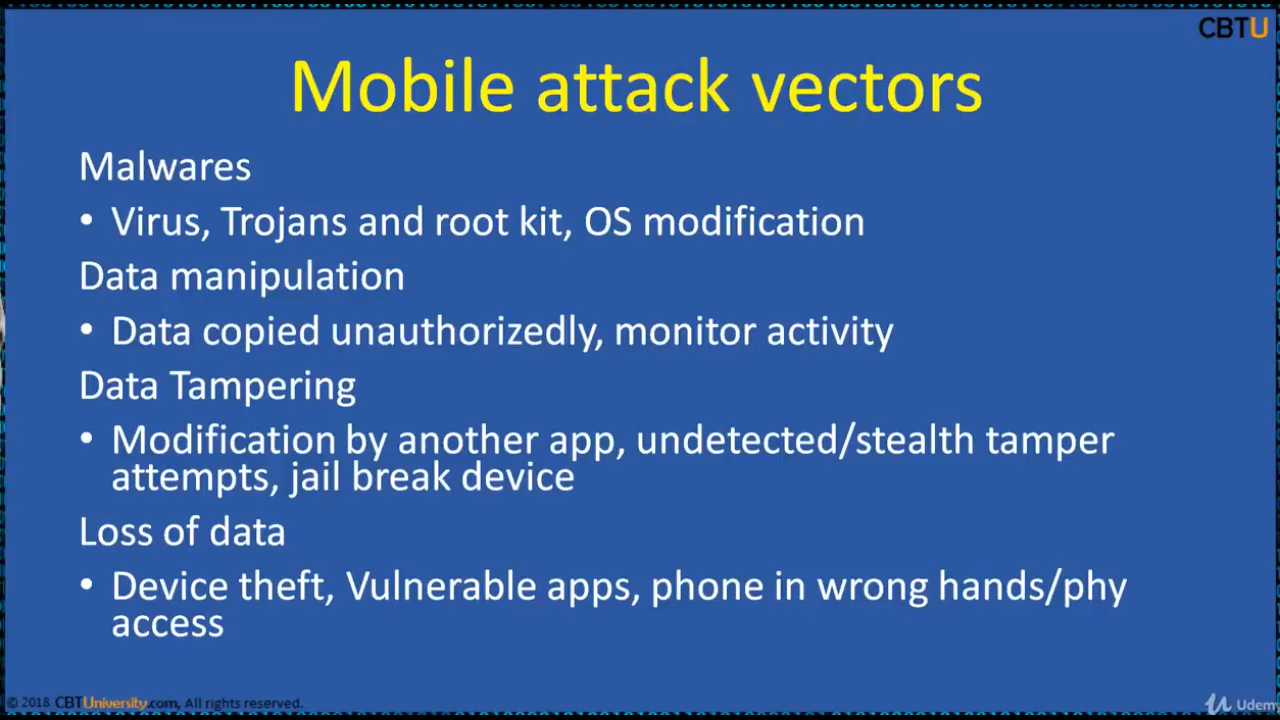 CBTU
Mobile attack vectors
Malwares
• Virus, Trojans and root kit, OS modification
Data manipulation
• Data copied unauthorizedly, monitor activity
Data Tampering
• Modification by another app, undetected/stealth tamper
attempts, jail break device
Loss of data
• Device theft, Vulnerable apps, phone in wrong hands/phy
access
© 2018 CBTUniversity.com, All rights reserved.